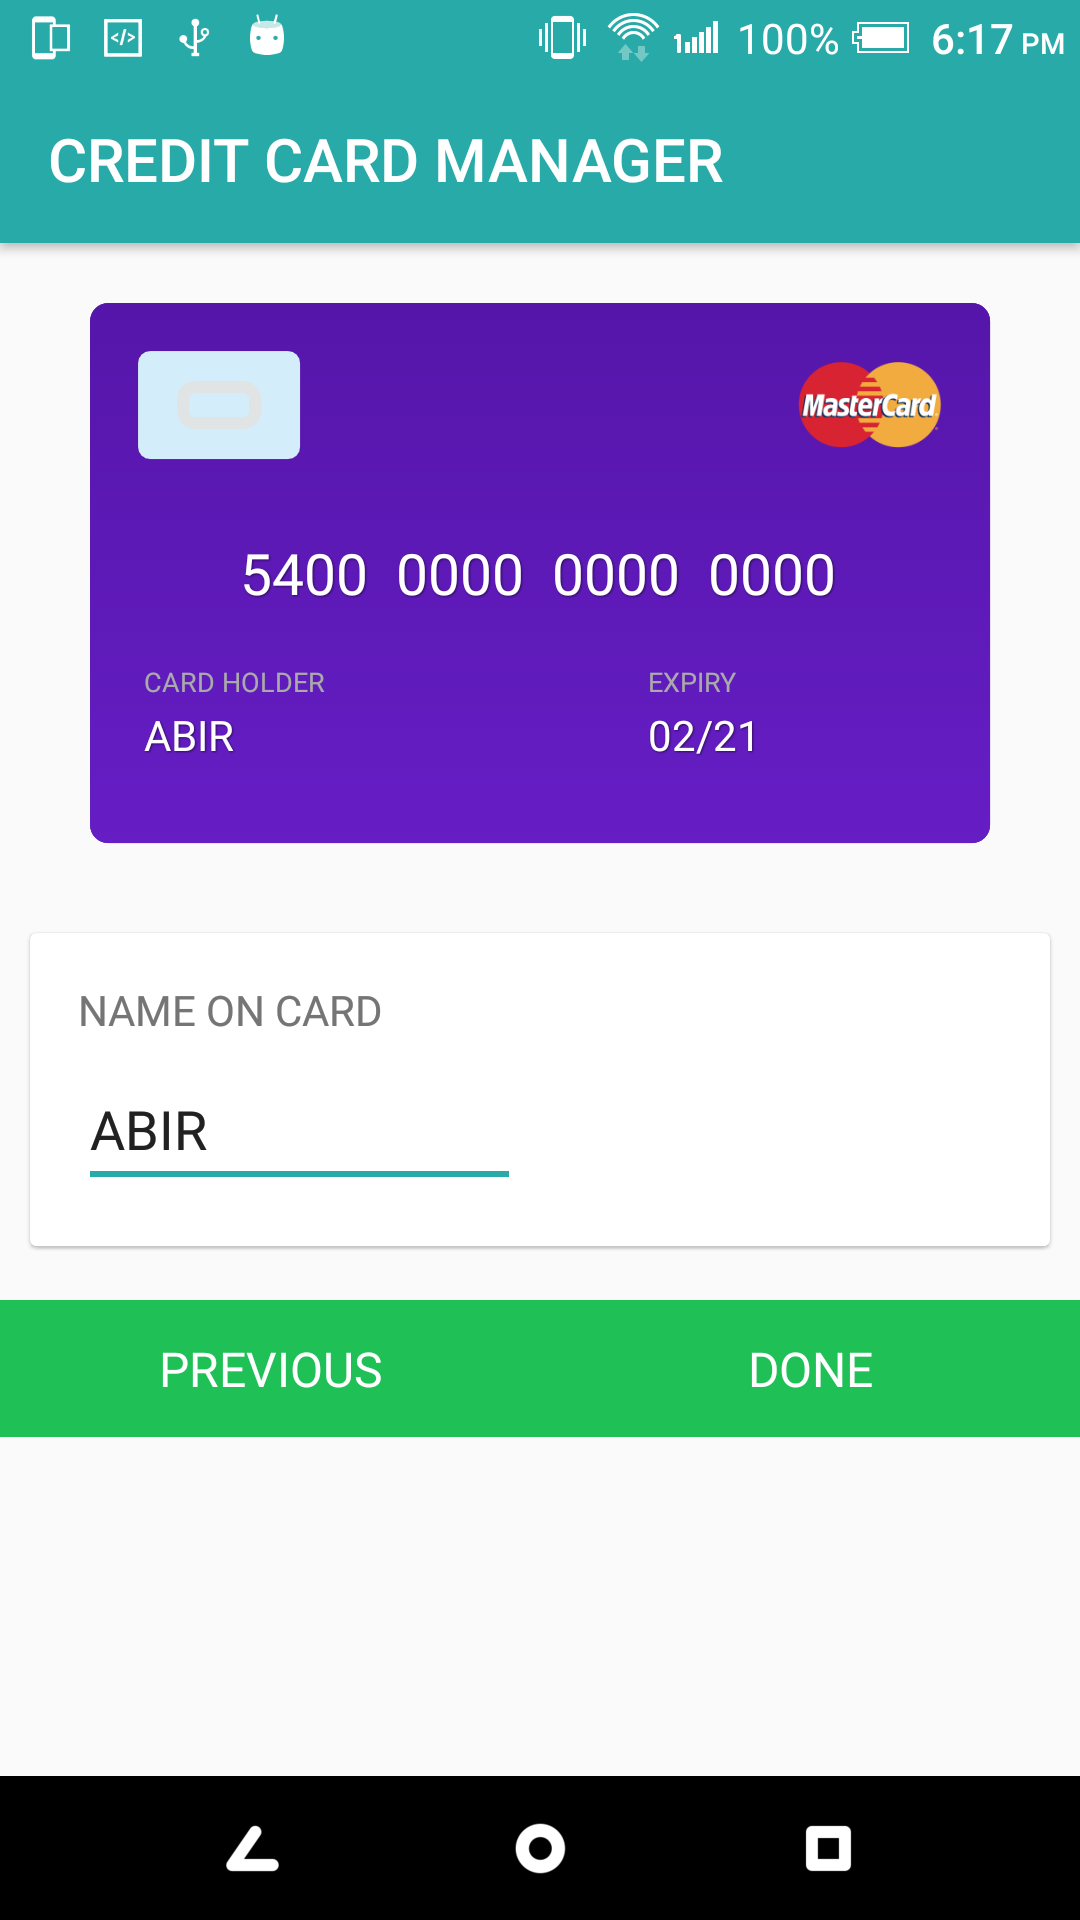 </> 100% 6:17 PM
CREDIT CARD MANAGER
MasterCard
5400 0000 0000 0000
CARD HOLDER EXPIRY
ABIR 02/21
NAME ON CARD
ABIR
PREVIOUS DONE